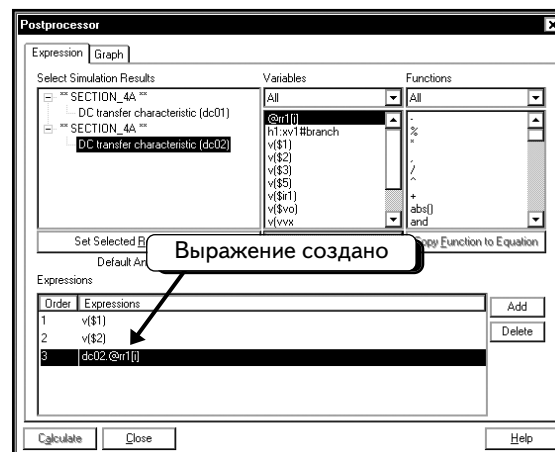 Postprocessor
Expression Graph
Select Simulation Results Variables Functions
** SECTION_4A ** All All
DC transfer characteristic (dc01) @rr1[i] -
** SECTION_4A ** h1:xv1#branch %
DC transfer characteristic (dc02) v($1) *
v($2) ,
v($3) /
v($5) ^
v($ir1) +
v($vo) abs()
v(vvx and
Set Selected Выражение создано Function to Equation
Default
Expressions
Order Expressions Add
1 v($1)
2 v($2) Delete
3 dc02.@rr1[i]
Calculate Close Help